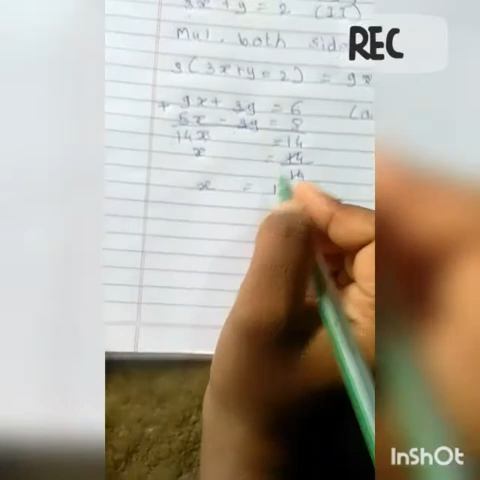 3x + y = 2 (II)
Mul. both side
REC
3(3x+y=2) = 9x
+ 9x + 3y = 6
5x - 3y = 8
14x = 14
x = 14
14
x = 1
InShOt